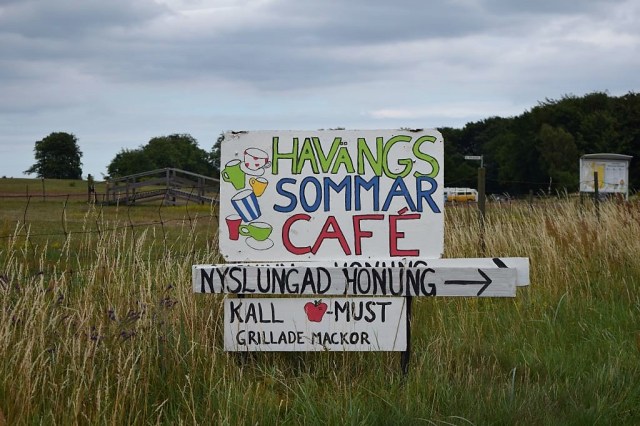 HAVÄNGS
SOMMAR
CAFÉ
NYSLUNGAD HONUNG
KALL -MUST
GRILLADE MACKOR